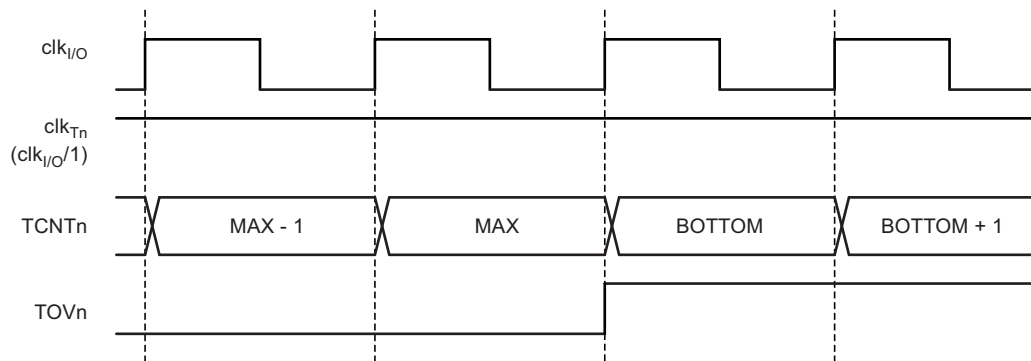 clkI/O
clkTn
(clkI/O/1)
TCNTn MAX - 1 MAX BOTTOM BOTTOM + 1
TOVn